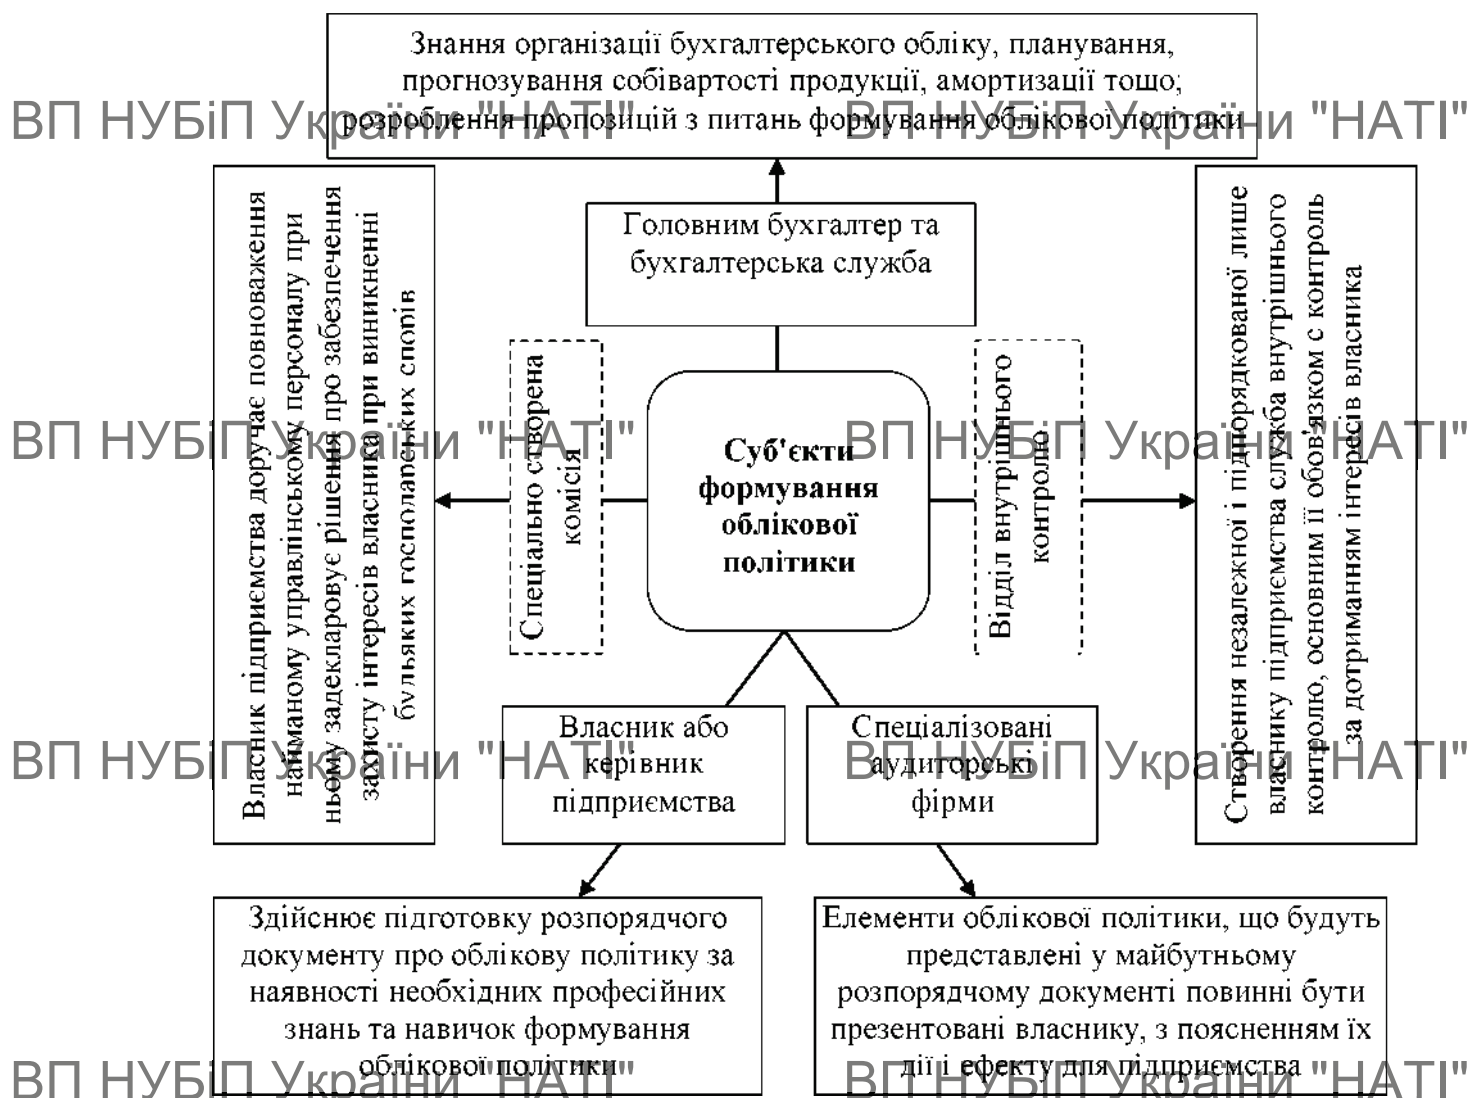 Знання організації бухгалтерського обліку, планування,
прогнозування собівартості продукції, амортизації тощо;
розроблення пропозицій з питань формування облікової політики
ВП НУБіП України "НАТІ"
ВП НУБіП України "НАТІ"
Головним бухгалтер та
бухгалтерська служба
Власник підприємства доручає повноваження
найманому управлінському персоналу при
ньому задекларовує рішення про забезпечення
захисту інтересів власника при виникненні
будьяких господарських спорів
Спеціально створена
комісія
Суб'єкти
формування
облікової
політики
Відділ внутрішнього
контролю
Створення незалежної і підпорядкованої лише
власнику підприємства служба внутрішнього
контролю, основним її обов'язком є контроль
за дотриманням інтересів власника
ВП НУБіП України "НАТІ"
ВП НУБіП України "НАТІ"
Власник або
керівник
підприємства
Спеціалізовані
аудиторські
фірми
ВП НУБіП України "НАТІ"
ВП НУБіП України "НАТІ"
Здійснює підготовку розпорядчого
документу про облікову політику за
наявності необхідних професійних
знань та навичок формування
облікової політики
Елементи облікової політики, що будуть
представлені у майбутньому
розпорядчому документі повинні бути
презентовані власнику, з поясненням їх
дії і ефекту для підприємства
ВП НУБіП України "НАТІ"
ВП НУБіП України "НАТІ"